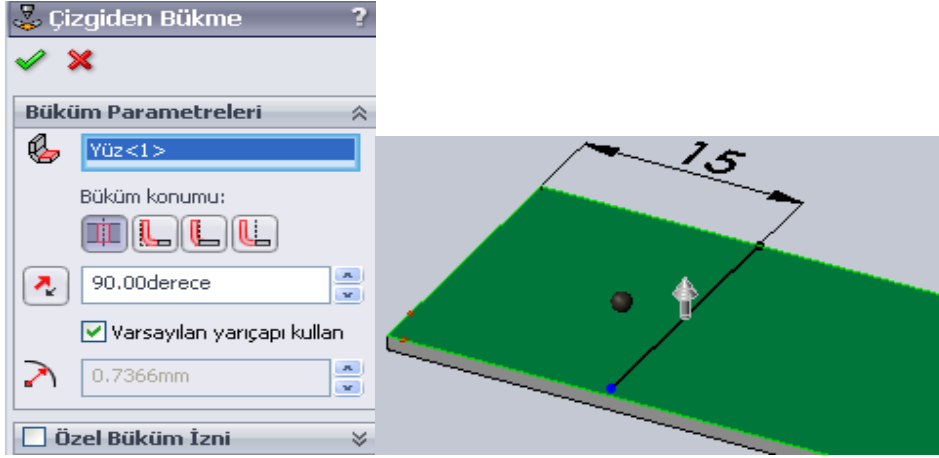 Çizgiden Bükme ?
Büküm Parametreleri
Yüz<1>
Büküm konumu:
90.00derece
Varsayılan yarıçapı kullan
0.7366mm
Özel Büküm İzni
15